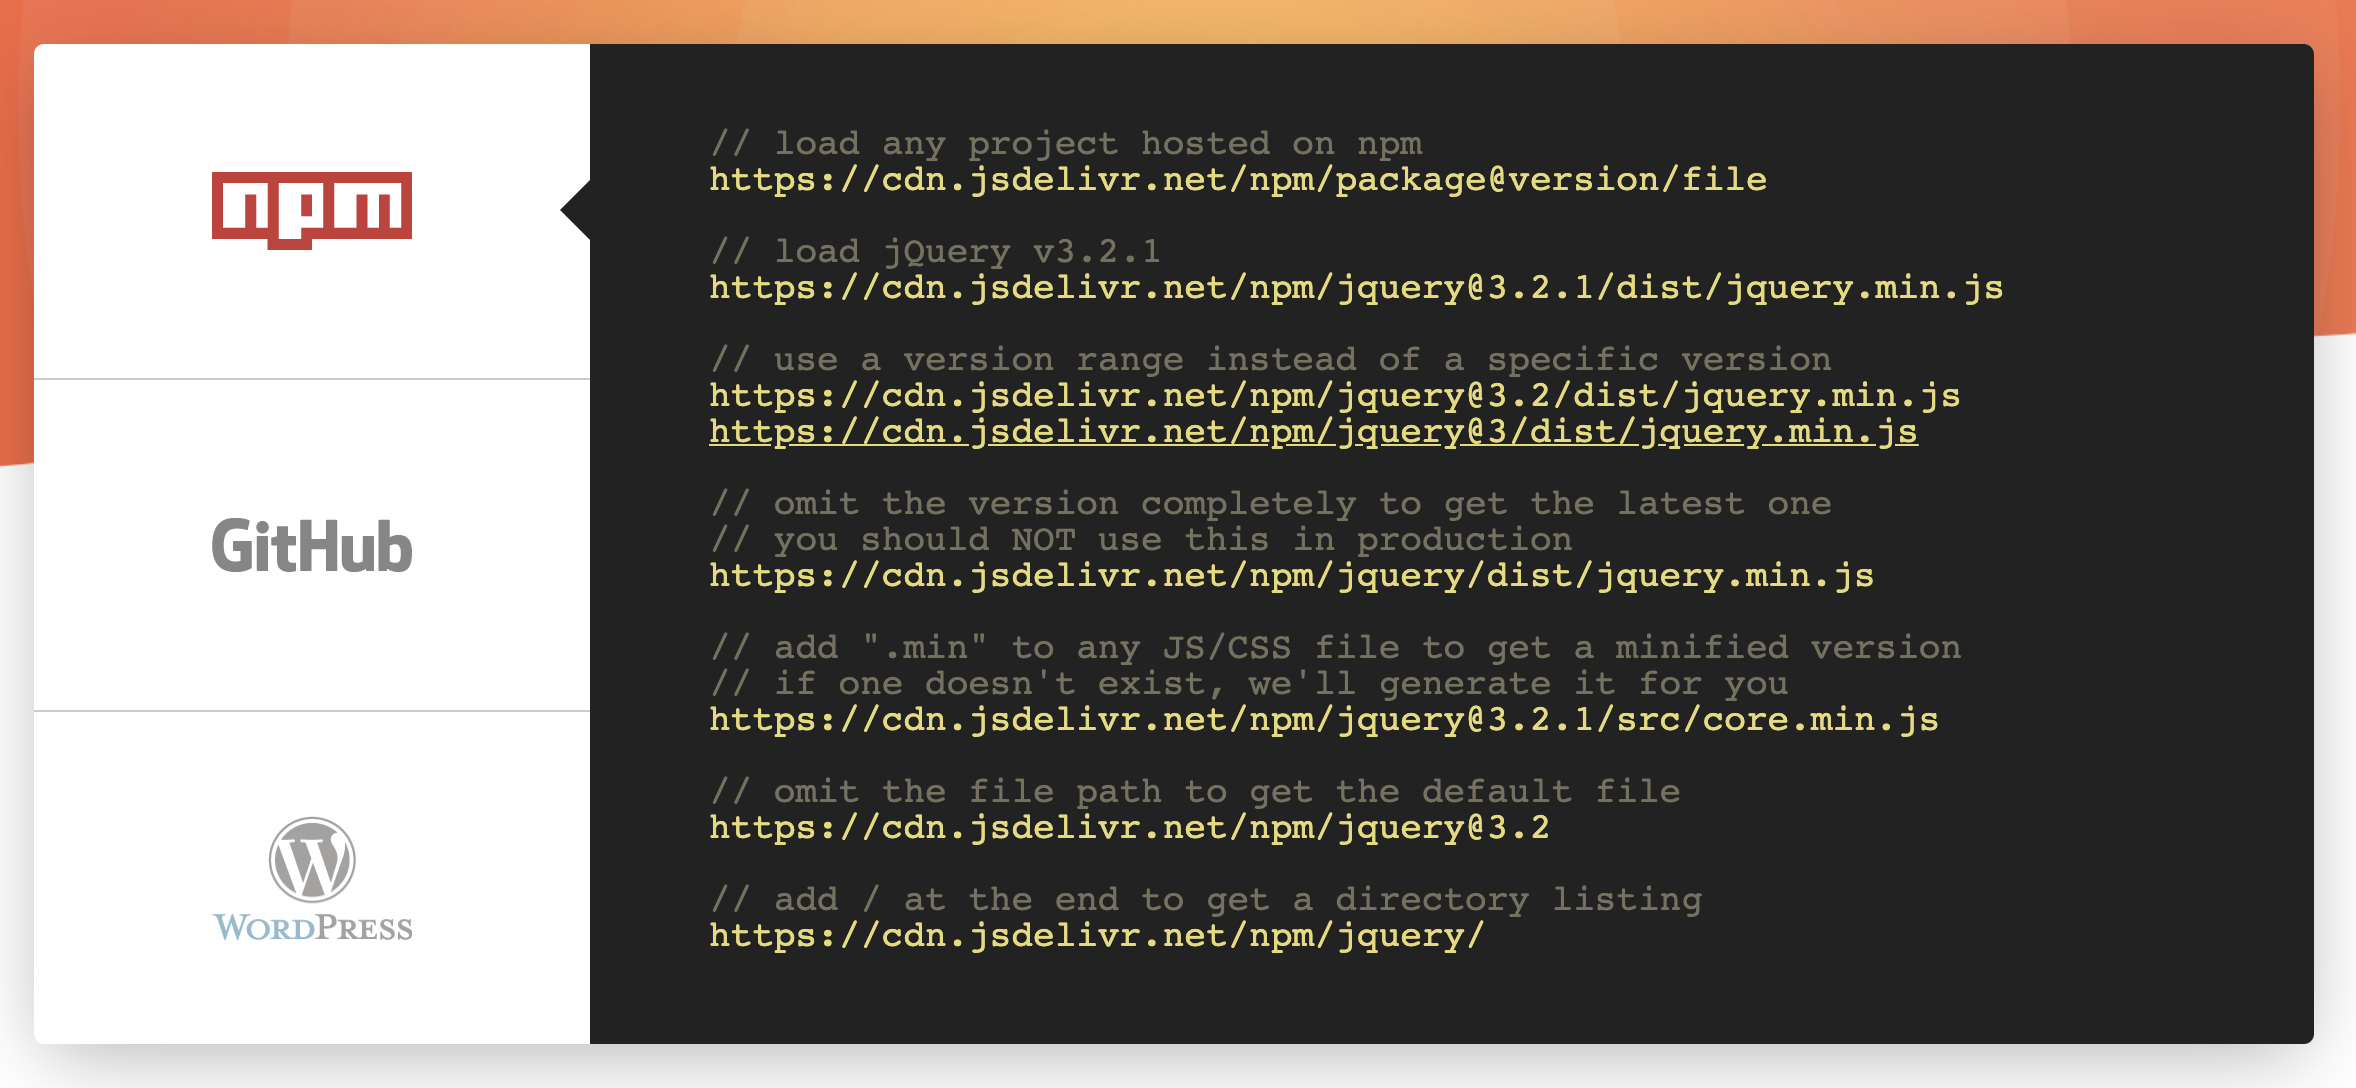 npm
GitHub
WORDPRESS
// load any project hosted on npm
https://cdn.jsdelivr.net/npm/package@version/file
// load jQuery v3.2.1
https://cdn.jsdelivr.net/npm/jquery@3.2.1/dist/jquery.min.js
// use a version range instead of a specific version
https://cdn.jsdelivr.net/npm/jquery@3.2/dist/jquery.min.js
https://cdn.jsdelivr.net/npm/jquery@3/dist/jquery.min.js
// omit the version completely to get the latest one
// you should NOT use this in production
https://cdn.jsdelivr.net/npm/jquery/dist/jquery.min.js
// add ".min" to any JS/CSS file to get a minified version
// if one doesn't exist, we'll generate it for you
https://cdn.jsdelivr.net/npm/jquery@3.2.1/src/core.min.js
// omit the file path to get the default file
https://cdn.jsdelivr.net/npm/jquery@3.2
// add / at the end to get a directory listing
https://cdn.jsdelivr.net/npm/jquery/